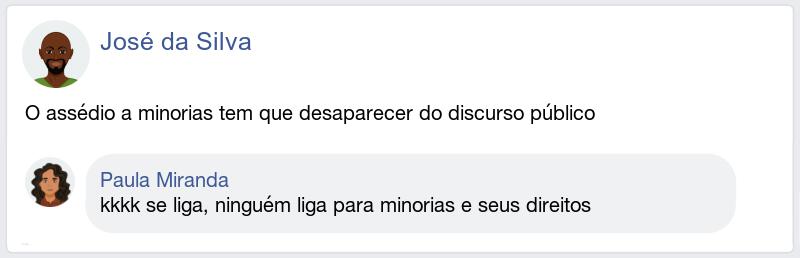 José da Silva
O assédio a minorias tem que desaparecer do discurso público
Paula Miranda
kkkk se liga, ninguém liga para minorias e seus direitos